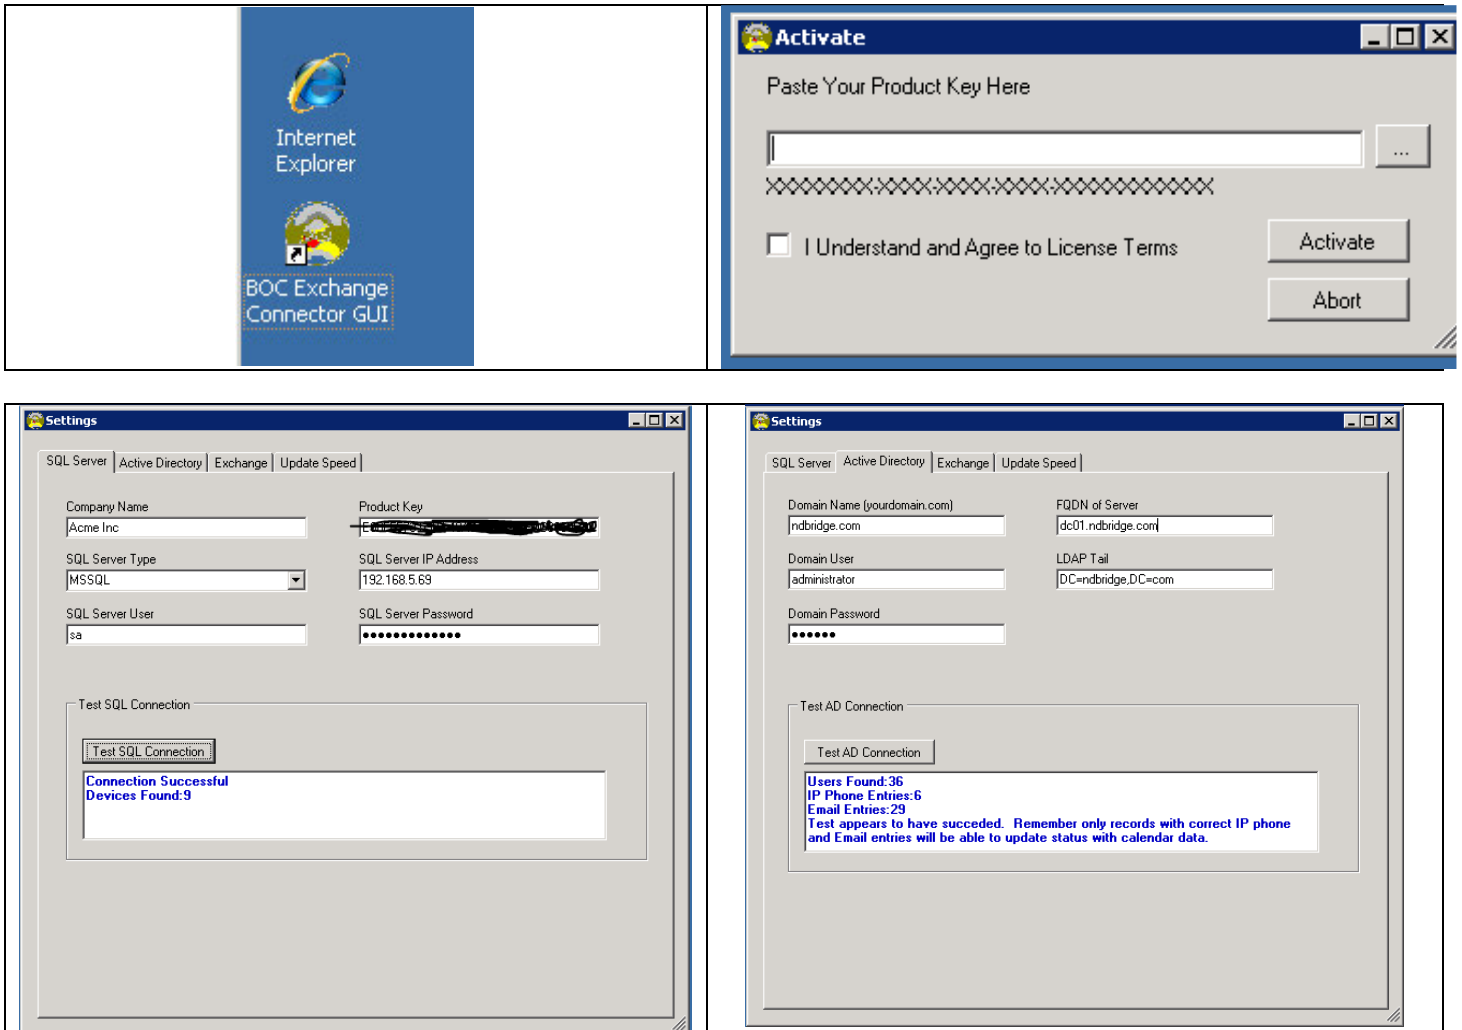 Internet
Explorer
BOC Exchange
Connector GUI
Activate
Paste Your Product Key Here
...
XXXXXXXX-XXXX-XXXX-XXXX-XXXXXXXXXXXX
I Understand and Agree to License Terms
Activate
Abort
Settings
SQL Server Active Directory Exchange Update Speed
Company Name Product Key
Acme Inc
SQL Server Type SQL Server IP Address
MSSQL 192.168.5.69
SQL Server User SQL Server Password
sa •••••••••••••
Test SQL Connection
Test SQL Connection
Connection Successful
Devices Found:9
Settings
SQL Server Active Directory Exchange Update Speed
Domain Name (yourdomain.com) FQDN of Server
ndbridge.com dc01.ndbridge.com
Domain User LDAP Tail
administrator DC=ndbridge,DC=com
Domain Password
••••••
Test AD Connection
Test AD Connection
Users Found:36
IP Phone Entries:6
Email Entries:29
Test appears to have succeded. Remember only records with correct IP phone
and Email entries will be able to update status with calendar data.